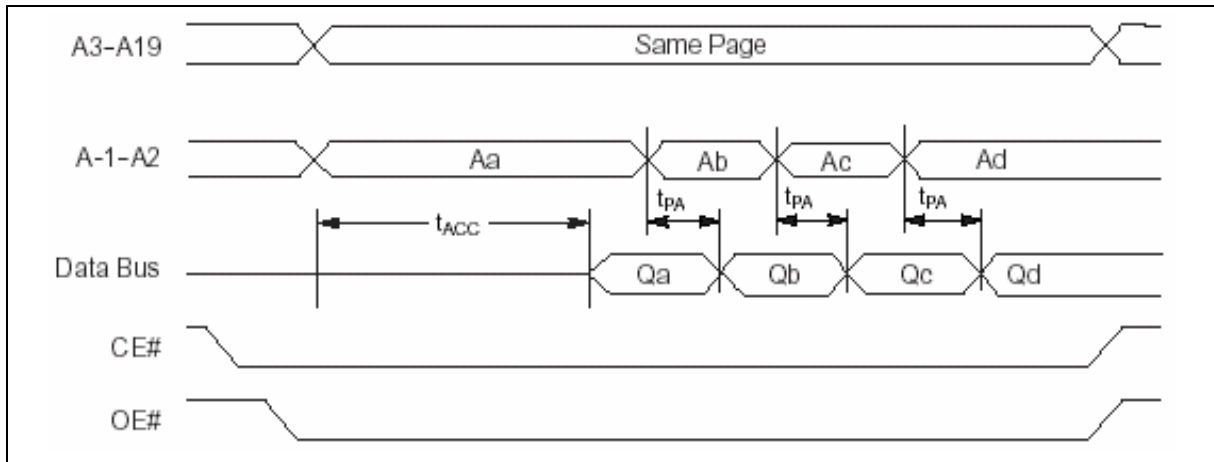 A3-A19
Same Page
A-1-A2
Aa
Ab
Ac
Ad
tACC
tPA
tPA
tPA
Data Bus
Qa
Qb
Qc
Qd
CE#
OE#